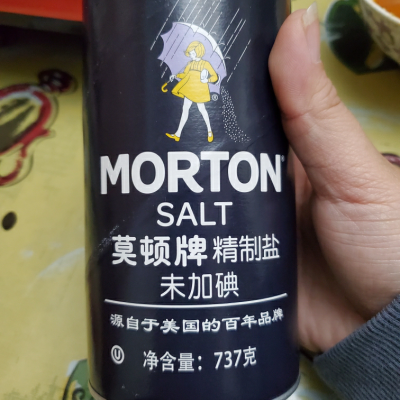 MORTON®
SALT
莫顿牌 精制盐
未加碘
源自于美国的百年品牌
Ⓤ 净含量：737克